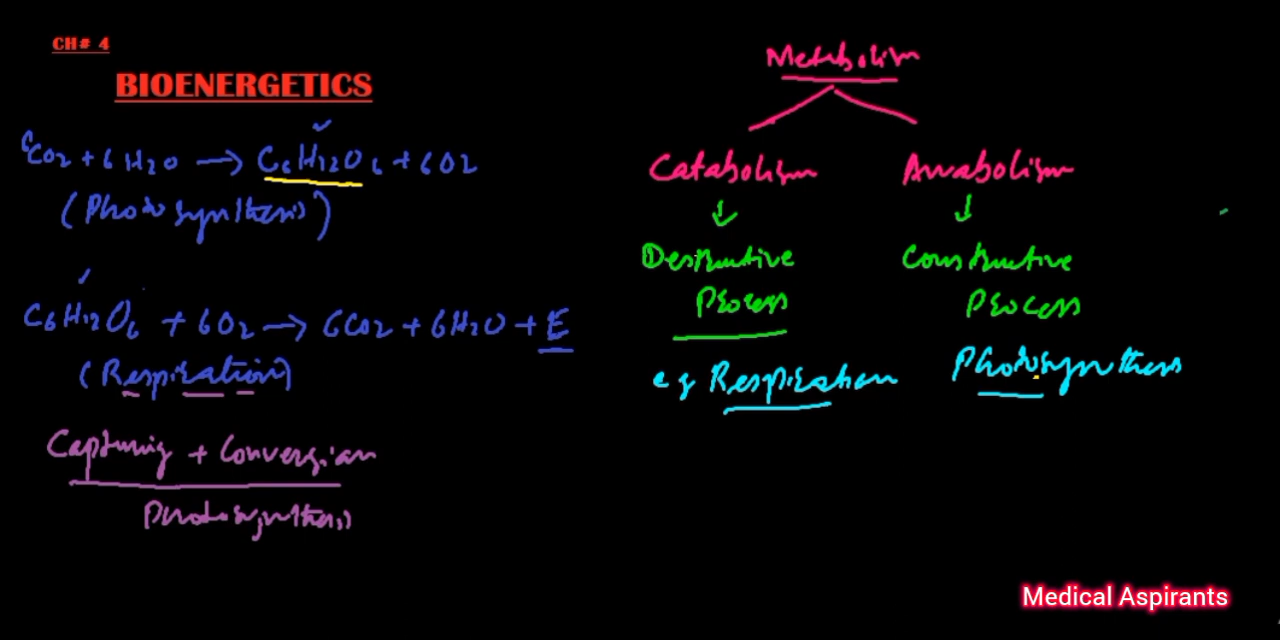 CH# 4
BIOENERGETICS
6CO2 + 6H2O → C6H12O6 + 6O2
(Photosynthesis)
C6H12O6 + 6O2 → 6CO2 + 6H2O + E
(Respiration)
Capturing + Conversion
Photosynthesis
Metabolism
Catabolism Anabolism
Destructive Constructive
Process Process
eg Respiration Photosynthesis
Medical Aspirants